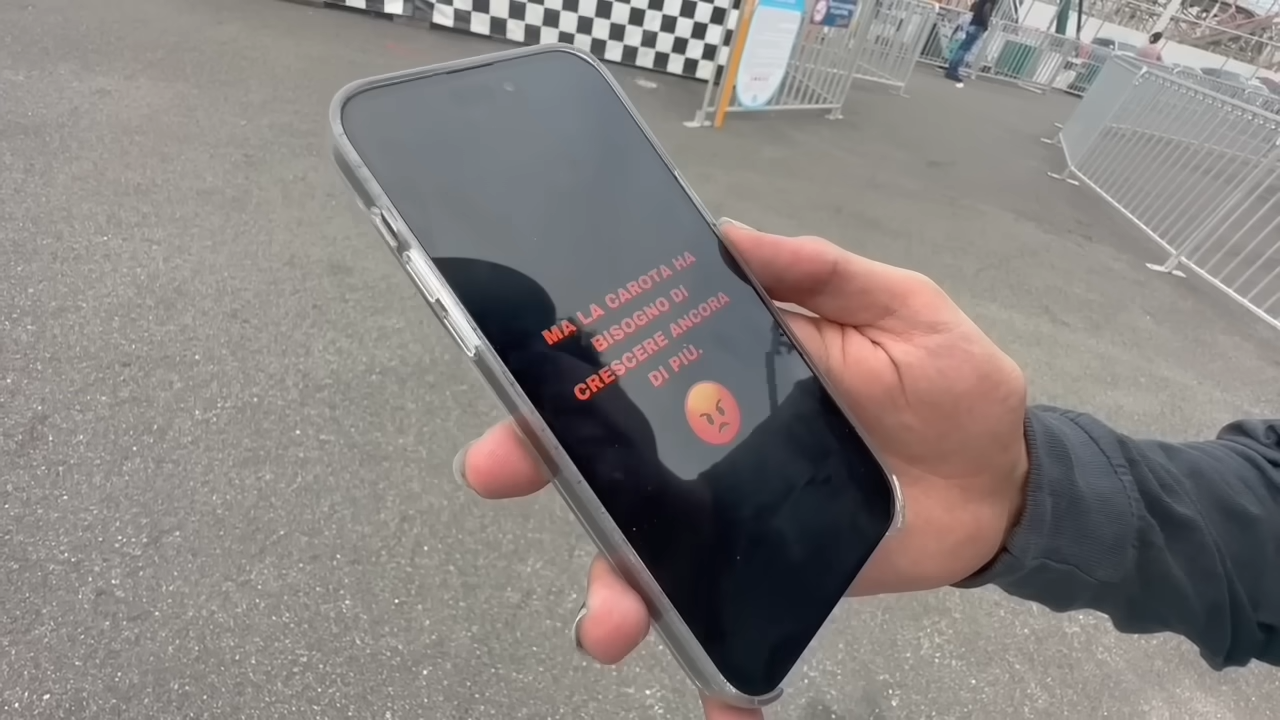 MA LA CAROTA HA
BISOGNO DI
CRESCERE ANCORA
DI PIÙ.